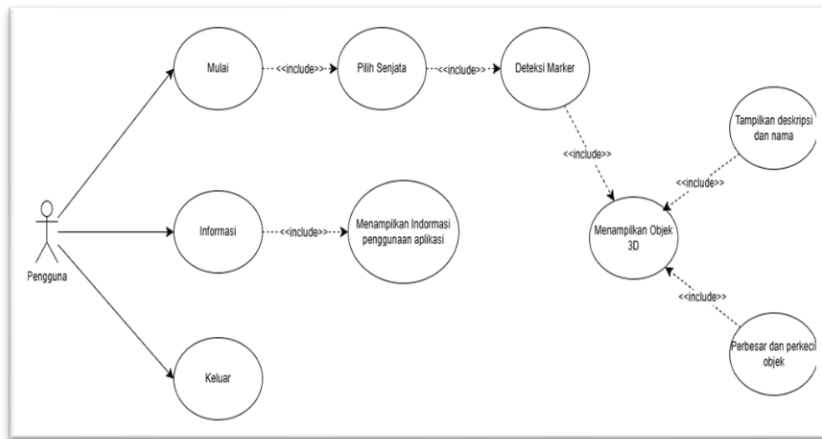 Mulai
<<include>>
Pilih Senjata
<<include>>
Deteksi Marker
<<include>>
Tampilkan deskripsi
dan nama
<<include>>
Pengguna
Informasi
<<include>>
Menampilkan Indormasi
penggunaan aplikasi
Menampilkan Objek
3D
<<include>>
Perbesar dan perkecil
objek
Keluar